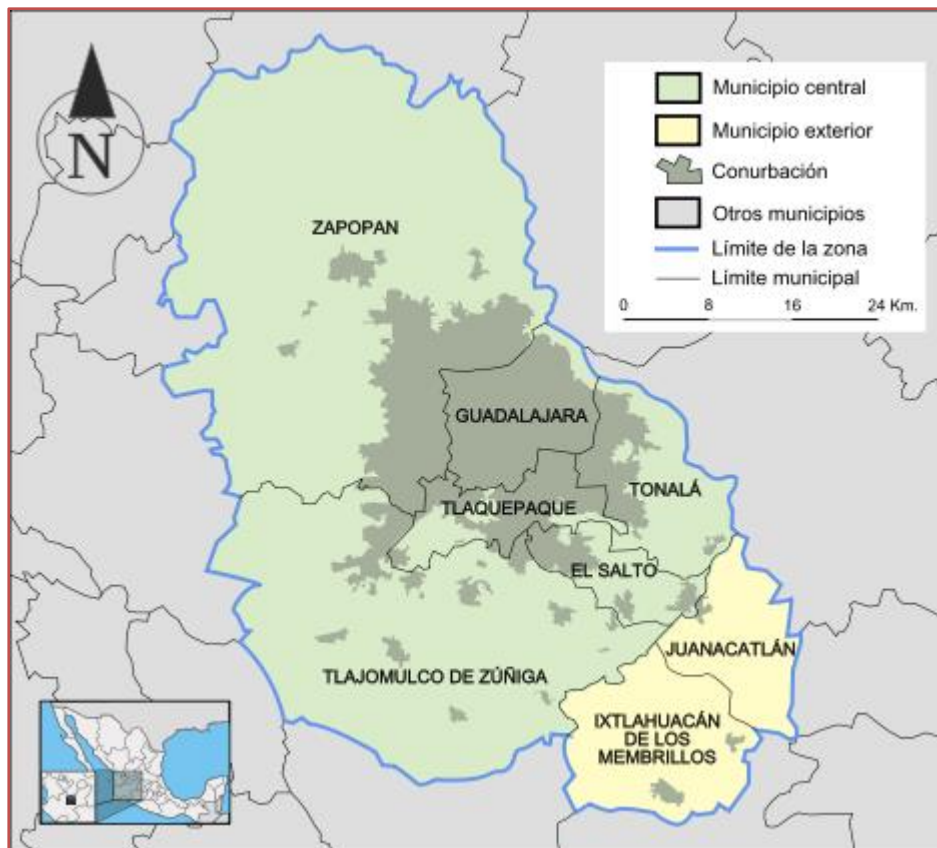 N
Municipio central
Municipio exterior
Conurbación
Otros municipios
Límite de la zona
Límite municipal
0 8 16 24 Km.
ZAPOPAN
GUADALAJARA
TONALÁ
TLAQUEPAQUE
EL SALTO
JUANACATLÁN
TLAJOMULCO DE ZÚÑIGA
IXTLAHUACÁN
DE LOS
MEMBRILLOS